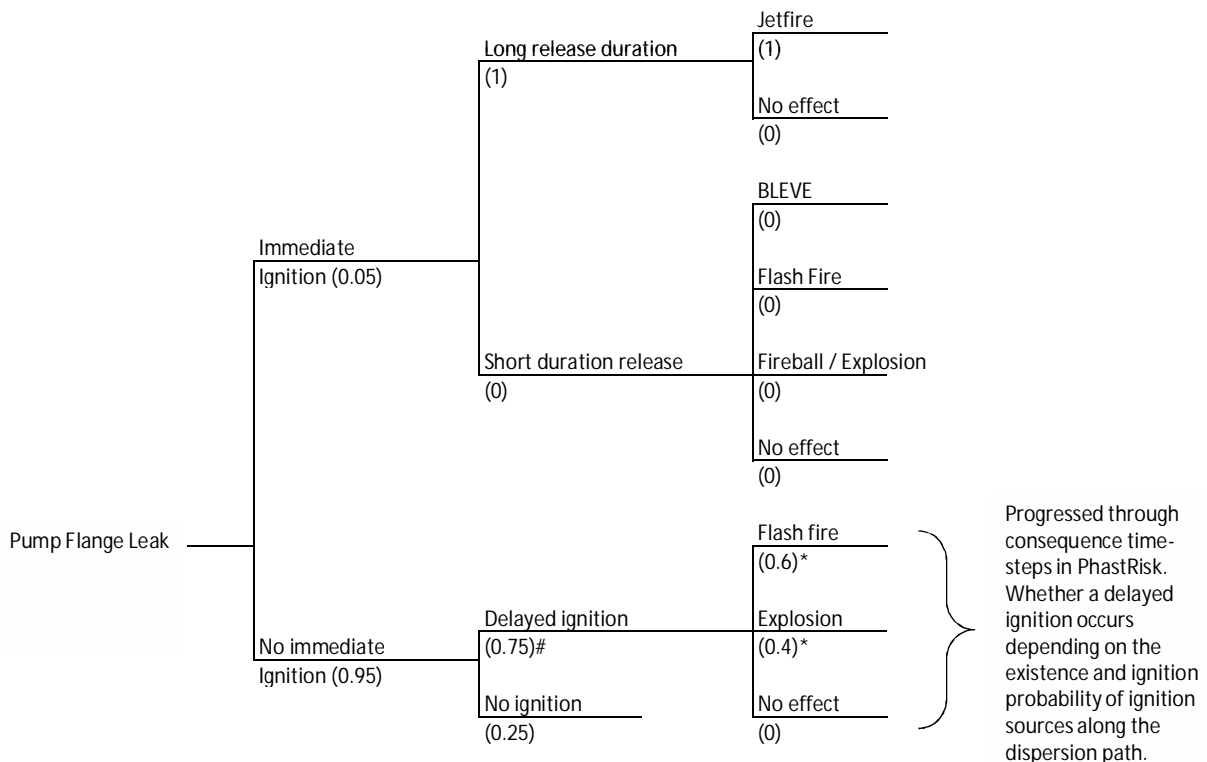 Jetfire
Long release duration
(1)
(1)
No effect
(0)
BLEVE
(0)
Immediate
Ignition (0.05)
Flash Fire
(0)
Short duration release
(0)
Fireball / Explosion
(0)
No effect
(0)
Pump Flange Leak
Flash fire
(0.6)*
No immediate
Ignition (0.95)
Delayed ignition
(0.75)#
Explosion
(0.4)*
No ignition
(0.25)
No effect
(0)
Progressed through
consequence time-
steps in PhastRisk.
Whether a delayed
ignition occurs
depending on the
existence and ignition
probability of ignition
sources along the
dispersion path.